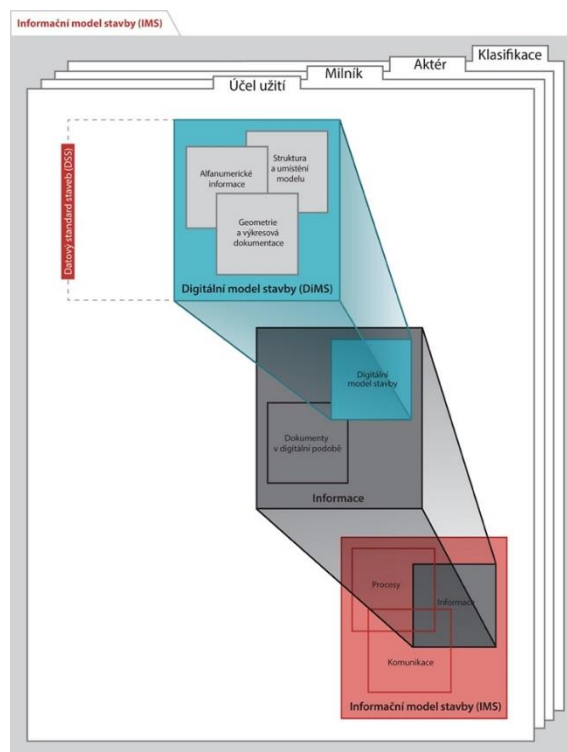 Informační model stavby (IMS)
Klasifikace
Aktér
Milník
Účel užití
Datový standard staveb (DSS)
Struktura
a umístění
modelu
Alfanumerické
informace
Geometrie
a výkresová
dokumentace
Digitální model stavby (DiMS)
Digitální
model stavby
Dokumenty
v digitální podobě
Informace
Procesy
Informace
Komunikace
Informační model stavby (IMS)